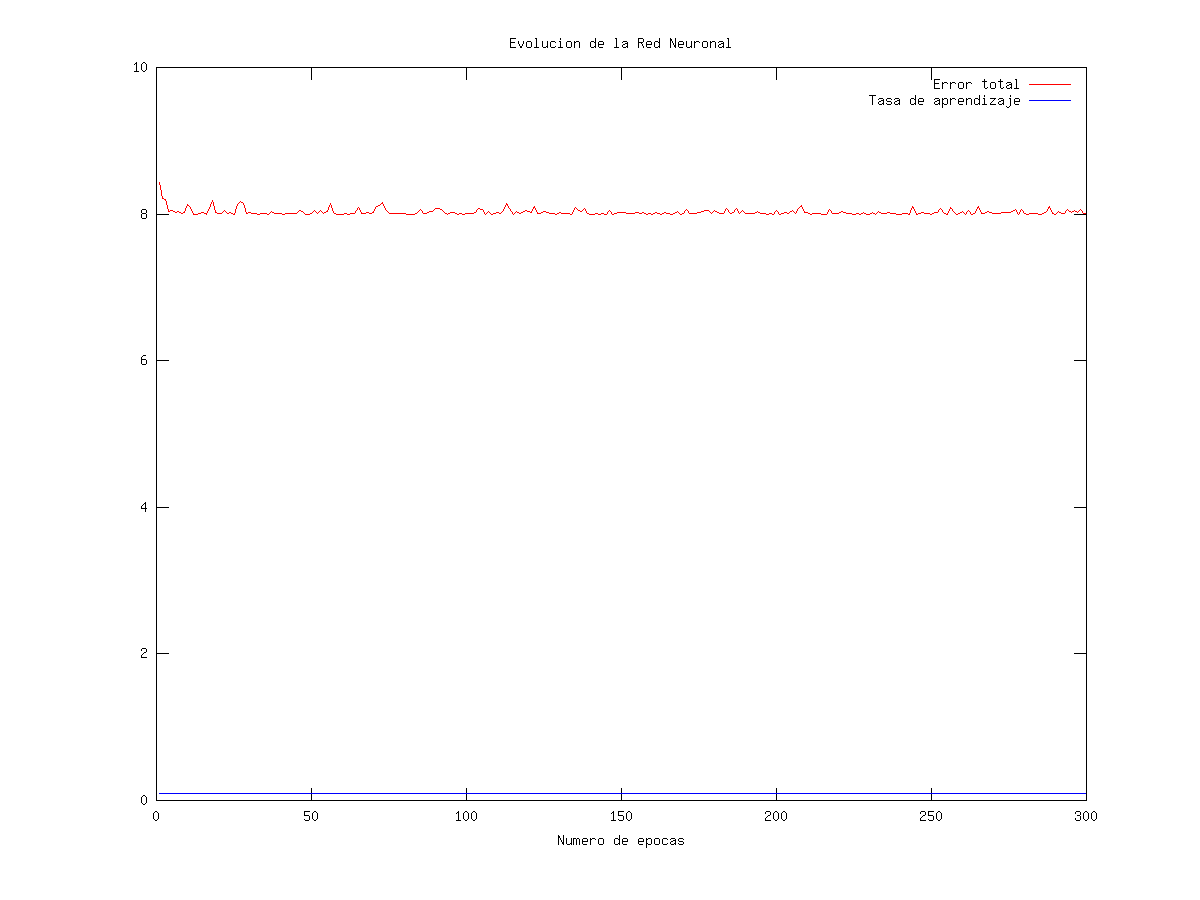 Evolucion de la Red Neuronal
Error total
Tasa de aprendizaje
10
8
6
4
2
0
0 50 100 150 200 250 300
Numero de epocas